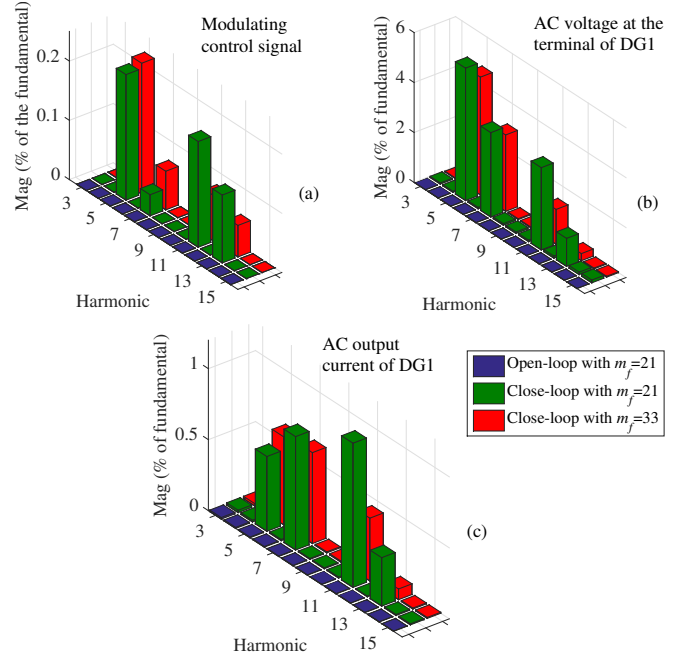 Modulating
control signal
Mag (% of the fundamental)
0.2
0.1
0
3
5
7
9
11
13
15
Harmonic
(a)
AC voltage at the
terminal of DG1
Mag (% of fundamental)
6
4
2
0
3
5
7
9
11
13
15
Harmonic
(b)
AC output
current of DG1
Mag (% of fundamental)
1
0.5
0
3
5
7
9
11
13
15
Harmonic
(c)
Open-loop with m_f=21
Close-loop with m_f=21
Close-loop with m_f=33